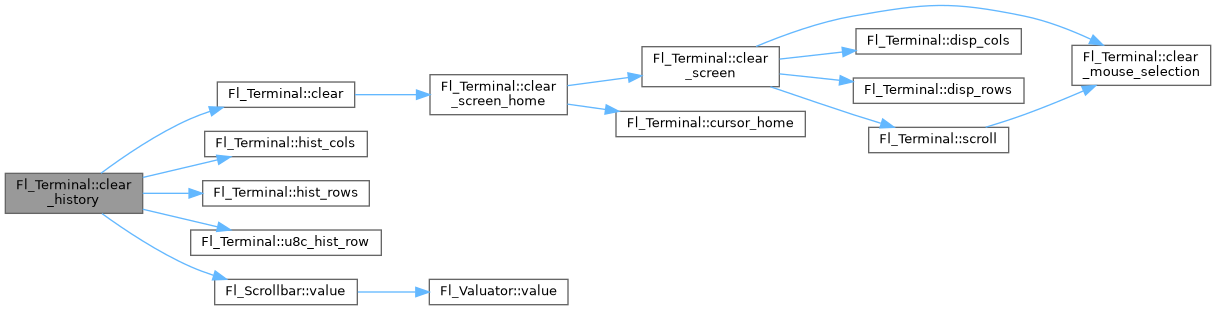 Fl_Terminal::clear
_history
Fl_Terminal::clear
Fl_Terminal::hist_cols
Fl_Terminal::hist_rows
Fl_Terminal::u8c_hist_row
Fl_Scrollbar::value
Fl_Terminal::clear
_screen_home
Fl_Valuator::value
Fl_Terminal::clear
_screen
Fl_Terminal::cursor_home
Fl_Terminal::disp_cols
Fl_Terminal::disp_rows
Fl_Terminal::scroll
Fl_Terminal::clear
_mouse_selection